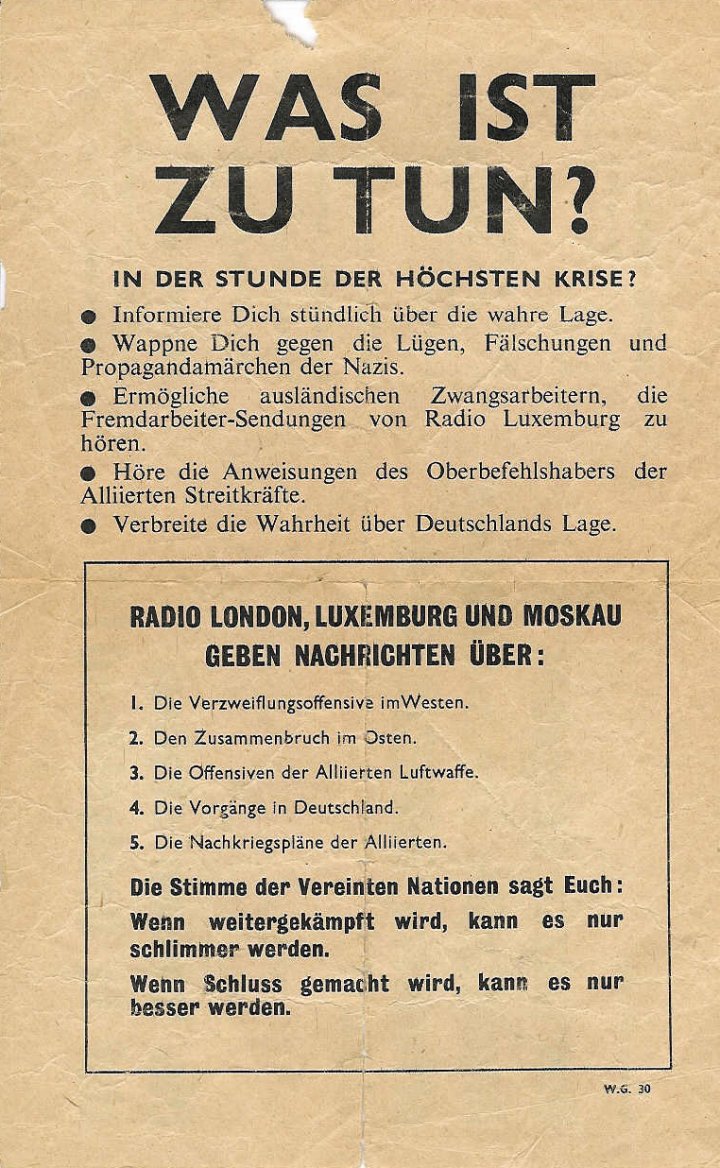 WAS IST
ZU TUN?
IN DER STUNDE DER HÖCHSTEN KRISE?
● Informiere Dich stündlich über die wahre Lage.
● Wappne Dich gegen die Lügen, Fälschungen und
Propagandamärchen der Nazis.
● Ermögliche ausländischen Zwangsarbeitern, die
Fremdarbeiter-Sendungen von Radio Luxemburg zu
hören.
● Höre die Anweisungen des Oberbefehlshabers der
Alliierten Streitkräfte.
● Verbreite die Wahrheit über Deutschlands Lage.
RADIO LONDON, LUXEMBURG UND MOSKAU
GEBEN NACHRICHTEN ÜBER:
1. Die Verzweiflungsoffensive imWesten.
2. Den Zusammenbruch im Osten.
3. Die Offensiven der Alliierten Luftwaffe.
4. Die Vorgänge in Deutschland.
5. Die Nachkriegspläne der Alliierten.
Die Stimme der Vereinten Nationen sagt Euch:
Wenn weitergekämpft wird, kann es nur
schlimmer werden.
Wenn Schluss gemacht wird, kann es nur
besser werden.
W.G. 30